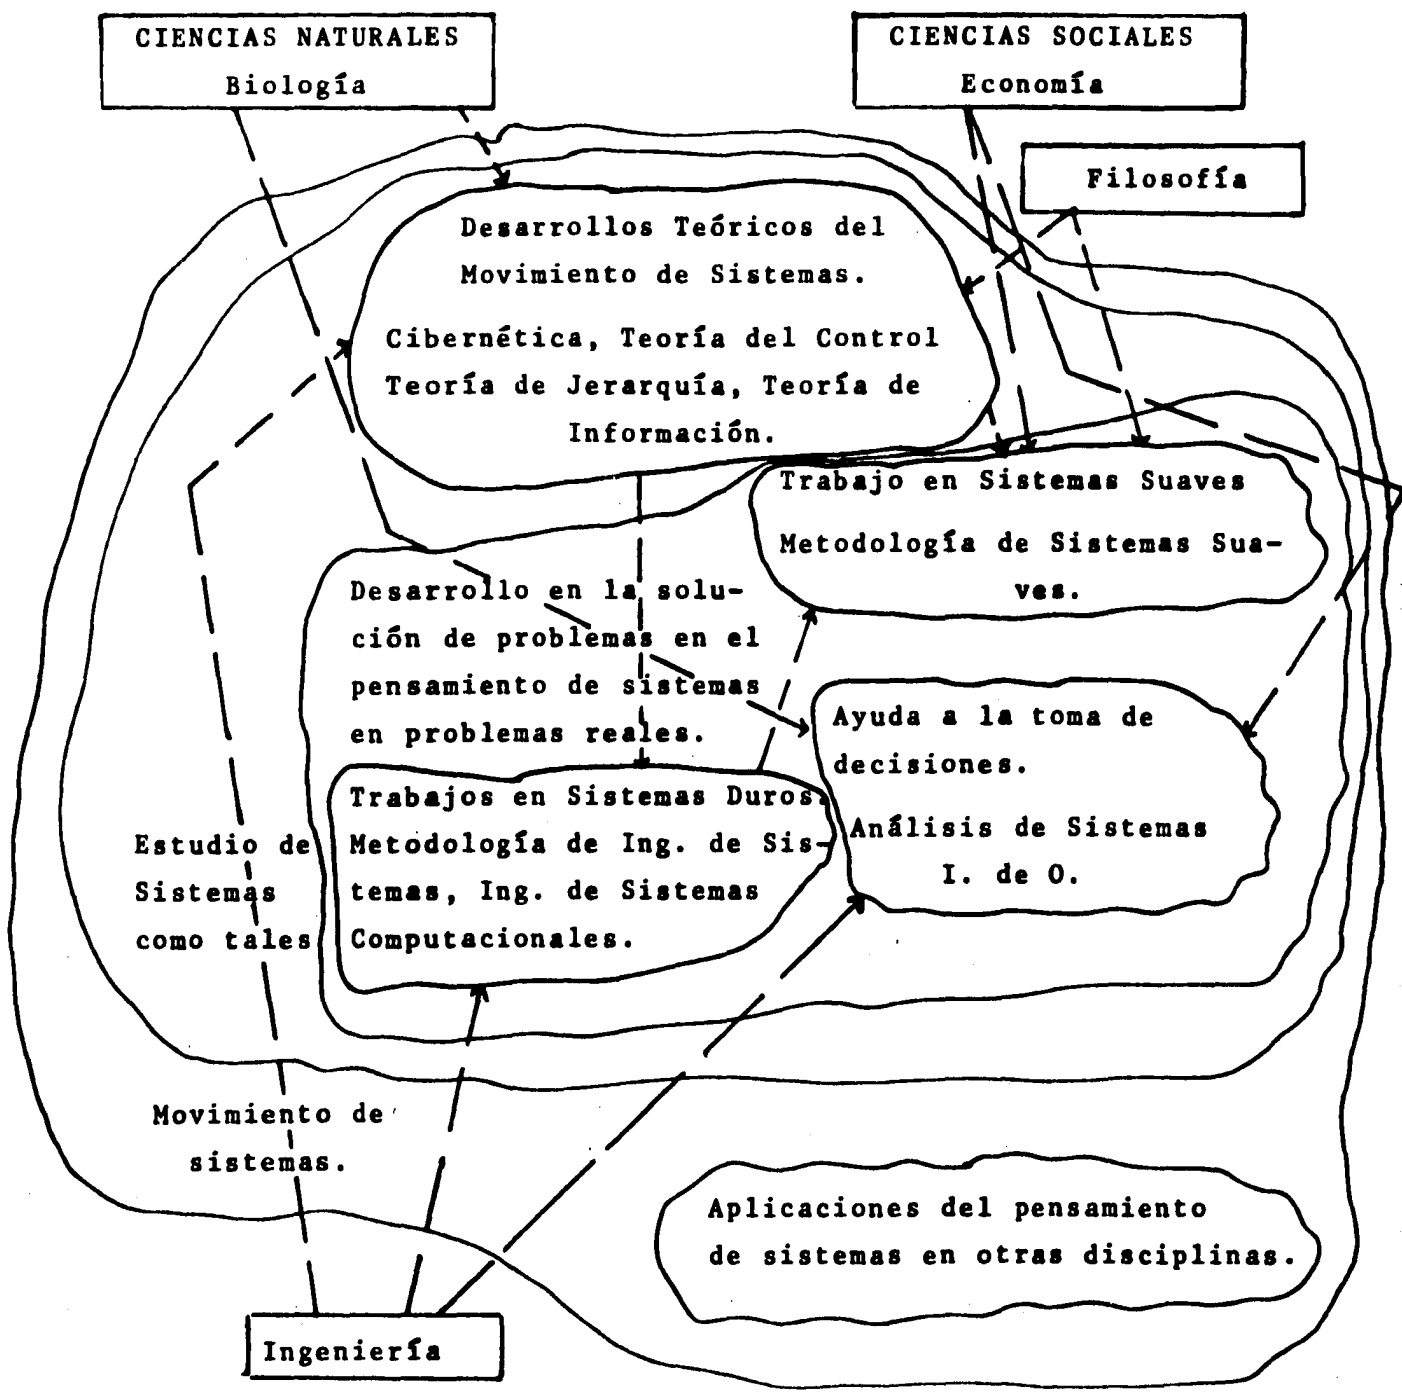 CIENCIAS NATURALES
Biología
CIENCIAS SOCIALES
Economía
Filosofía
Desarrollos Teóricos del
Movimiento de Sistemas.
Cibernética, Teoría del Control
Teoría de Jerarquía, Teoría de
Información.
Trabajo en Sistemas Suaves
Metodología de Sistemas Sua-
ves.
Desarrollo en la solu-
ción de problemas en el
pensamiento de sistemas
en problemas reales.
Ayuda a la toma de
decisiones.
Análisis de Sistemas
I. de O.
Trabajos en Sistemas Duros.
Metodología de Ing. de Sis-
temas, Ing. de Sistemas
Computacionales.
Estudio de
Sistemas
como tales
Movimiento de
sistemas.
Aplicaciones del pensamiento
de sistemas en otras disciplinas.
Ingeniería